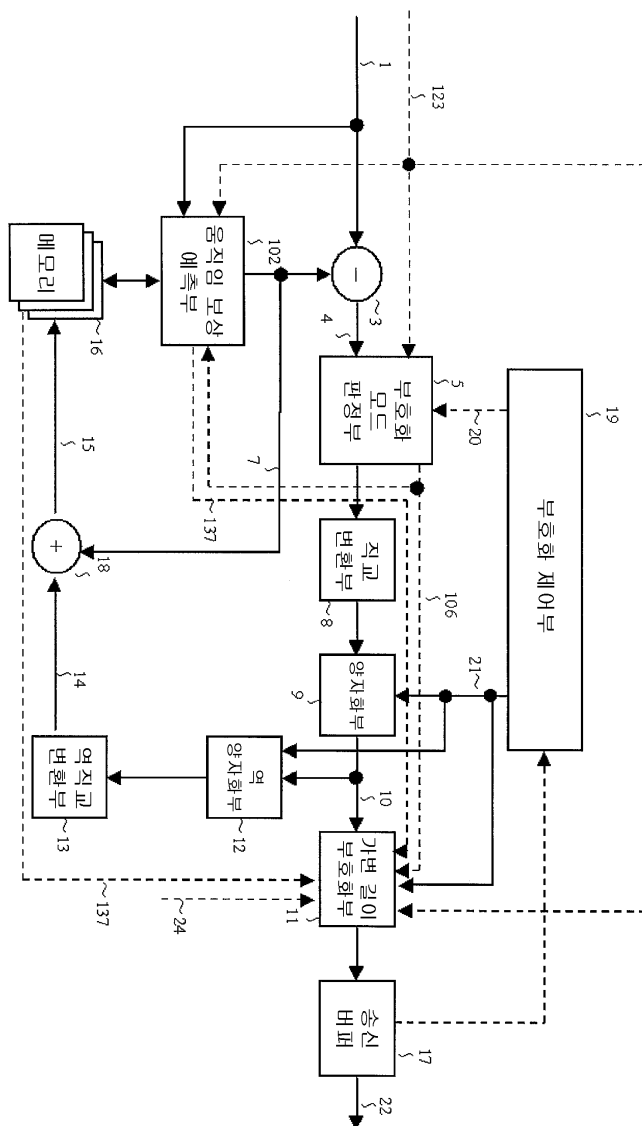 19
부호화 제어부
20
21
123
106
5
부호화
모드
판정부
1
3
4
직교
변환부
8
양자화부
9
10
가변 길이
부호화부
11
송신
버퍼
17
22
102
움직임 보상
예측부
7
137
역
양자화부
12
24
메모리
16
15
18
14
역직교
변환부
13
137